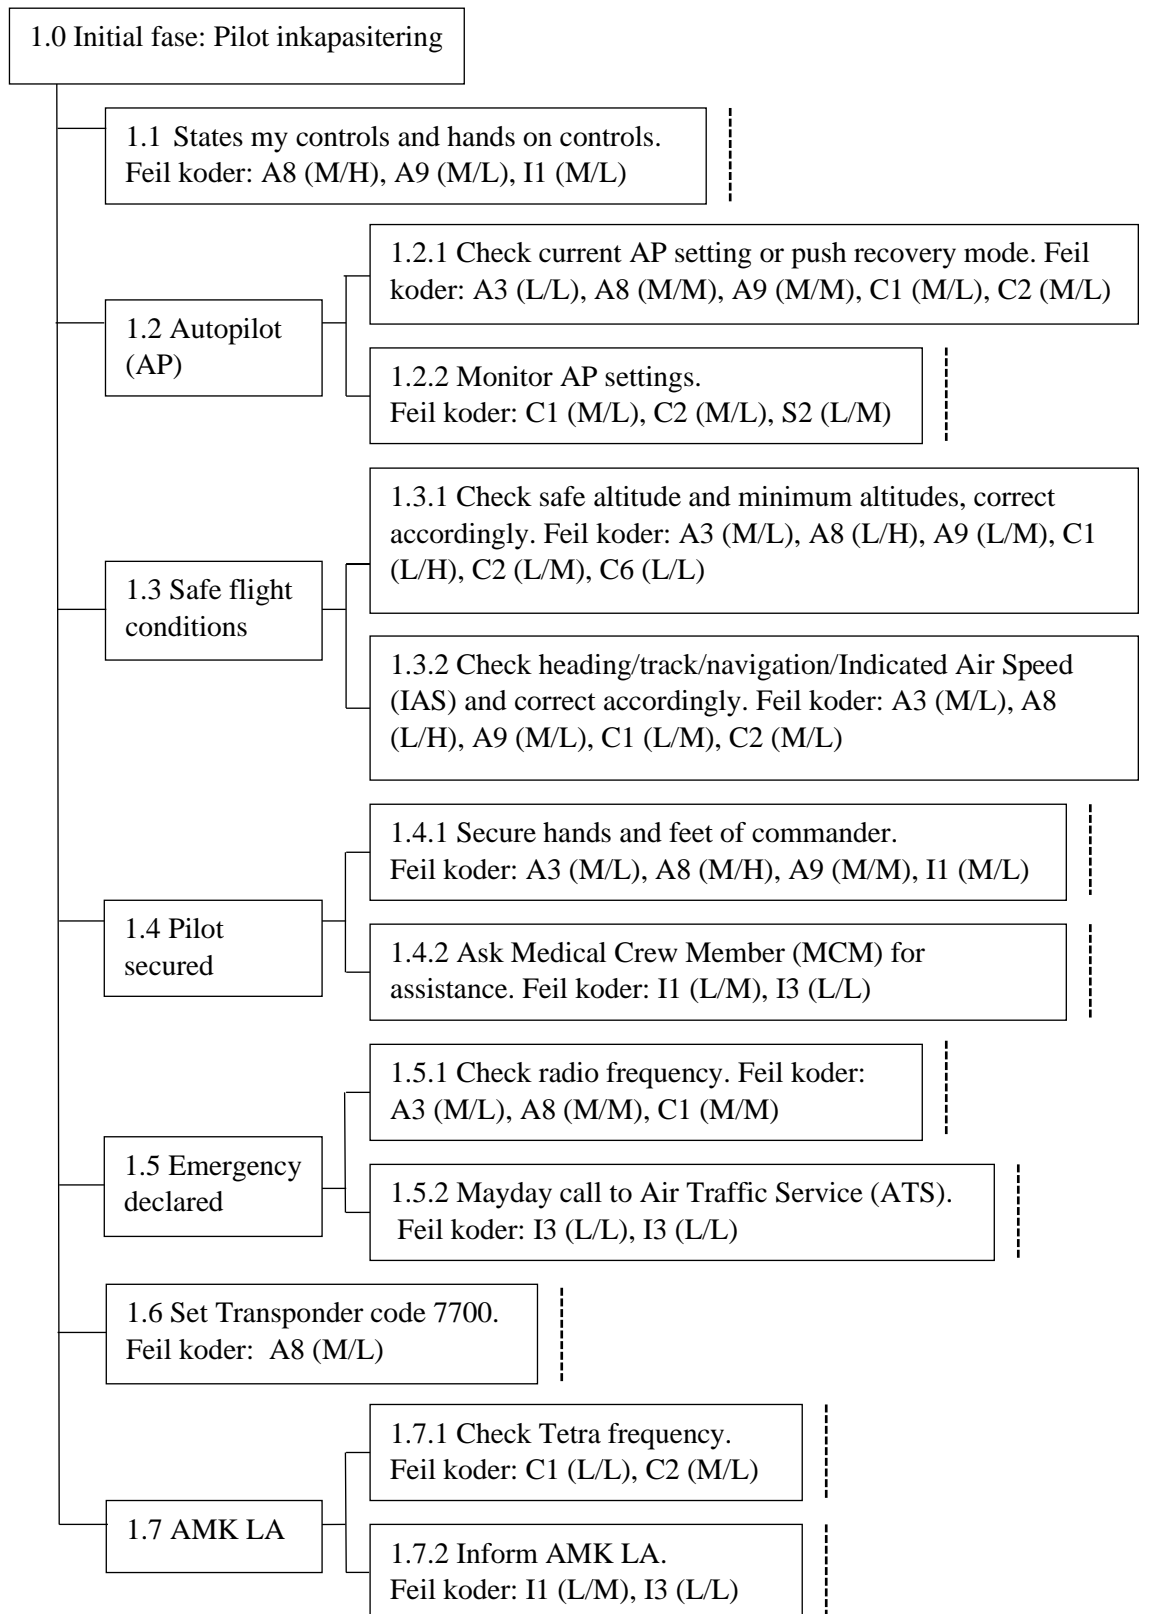 1.0 Initial fase: Pilot inkapasitering
1.1 States my controls and hands on controls.
Feil koder: A8 (M/H), A9 (M/L), I1 (M/L)
1.2 Autopilot
(AP)
1.2.1 Check current AP setting or push recovery mode. Feil
koder: A3 (L/L), A8 (M/M), A9 (M/M), C1 (M/L), C2 (M/L)
1.2.2 Monitor AP settings.
Feil koder: C1 (M/L), C2 (M/L), S2 (L/M)
1.3 Safe flight
conditions
1.3.1 Check safe altitude and minimum altitudes, correct
accordingly. Feil koder: A3 (M/L), A8 (L/H), A9 (L/M), C1
(L/H), C2 (L/M), C6 (L/L)
1.3.2 Check heading/track/navigation/Indicated Air Speed
(IAS) and correct accordingly. Feil koder: A3 (M/L), A8
(L/H), A9 (M/L), C1 (L/M), C2 (M/L)
1.4 Pilot
secured
1.4.1 Secure hands and feet of commander.
Feil koder: A3 (M/L), A8 (M/H), A9 (M/M), I1 (M/L)
1.4.2 Ask Medical Crew Member (MCM) for
assistance. Feil koder: I1 (L/M), I3 (L/L)
1.5 Emergency
declared
1.5.1 Check radio frequency. Feil koder:
A3 (M/L), A8 (M/M), C1 (M/M)
1.5.2 Mayday call to Air Traffic Service (ATS).
Feil koder: I3 (L/L), I3 (L/L)
1.6 Set Transponder code 7700.
Feil koder: A8 (M/L)
1.7 AMK LA
1.7.1 Check Tetra frequency.
Feil koder: C1 (L/L), C2 (M/L)
1.7.2 Inform AMK LA.
Feil koder: I1 (L/M), I3 (L/L)